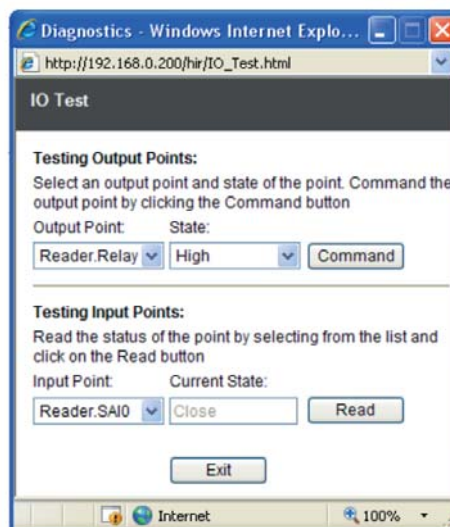 Diagnostics - Windows Internet Explo...
http://192.168.0.200/hir/IO_Test.html
IO Test
Testing Output Points:
Select an output point and state of the point. Command the
output point by clicking the Command button
Output Point: State:
Reader.Relay High Command
Testing Input Points:
Read the status of the point by selecting from the list and
click on the Read button
Input Point: Current State:
Reader.SAI0 Close Read
Exit
Internet 100%